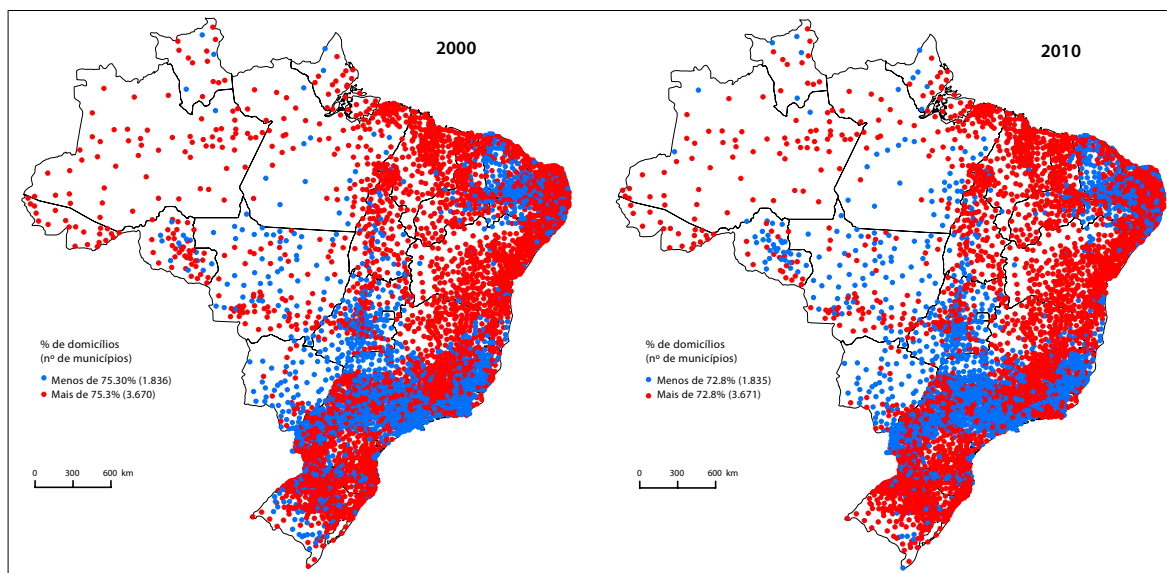 2000
% de domicílios
(nº de municípios)
Menos de 75.30% (1.836)
Mais de 75.3% (3.670)
0 300 600 km
2010
% de domicílios
(nº de municípios)
Menos de 72.8% (1.835)
Mais de 72.8% (3.671)
0 300 600 km